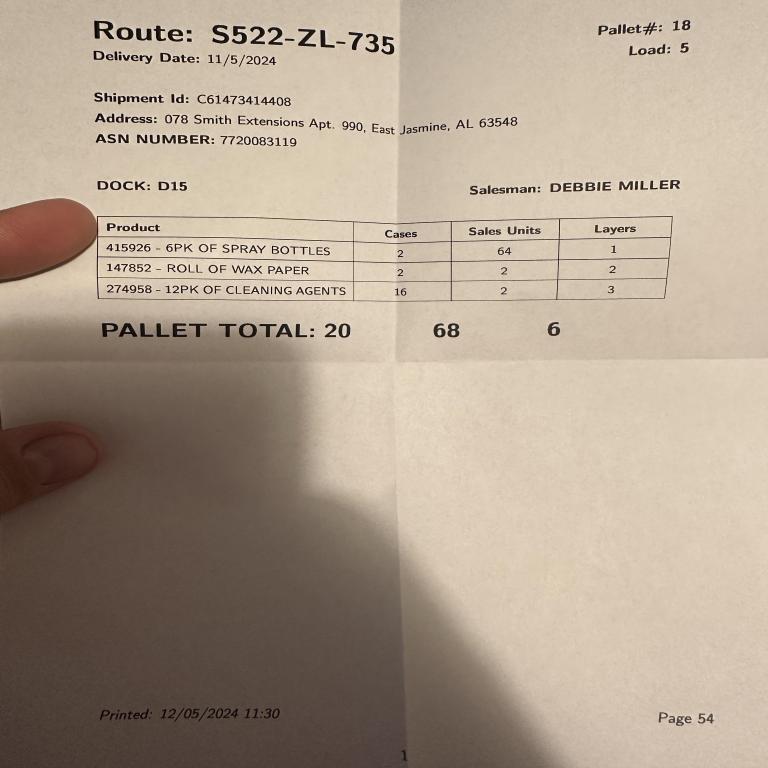 Route: S522-ZL-735
Pallet#: 18
Delivery Date: 11/5/2024
Load: 5
Shipment Id: C61473414408
Address: 078 Smith Extensions Apt. 990, East Jasmine, AL 63548
ASN NUMBER: 7720083119
DOCK: D15
Salesman: DEBBIE MILLER
Product Cases Sales Units Layers
415926 - 6PK OF SPRAY BOTTLES 2 64 1
147852 - ROLL OF WAX PAPER 2 2 2
274958 - 12PK OF CLEANING AGENTS 16 2 3
PALLET TOTAL: 20 68 6
Printed: 12/05/2024 11:30
Page 54
1